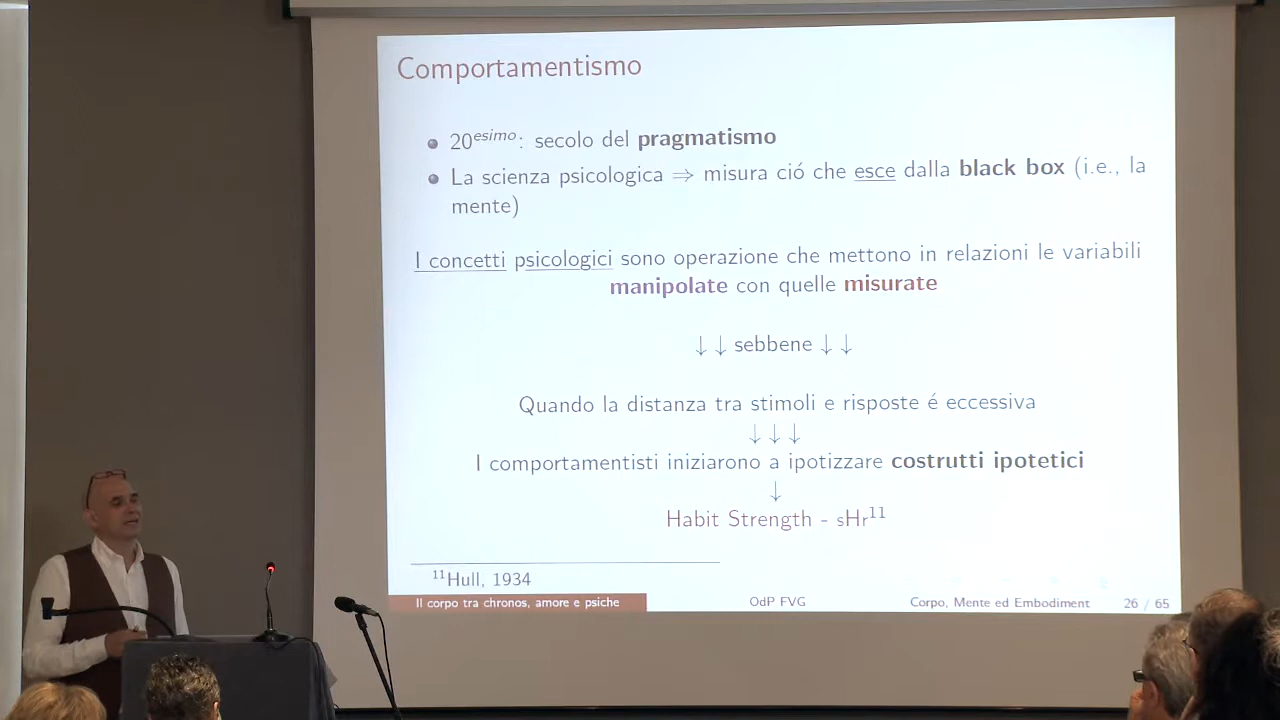 Comportamentismo
20esimo: secolo del pragmatismo
La scienza psicologica ⇒ misura ció che esce dalla black box (i.e., la
mente)
I concetti psicologici sono operazione che mettono in relazioni le variabili
manipolate con quelle misurate
↓↓ sebbene ↓↓
Quando la distanza tra stimoli e risposte é eccessiva
↓↓↓
I comportamentisti iniziarono a ipotizzare costrutti ipotetici
↓
Habit Strength - sHr11
11Hull, 1934
Il corpo tra chronos, amore e psiche OdP FVG Corpo, Mente ed Embodiment 26 / 65